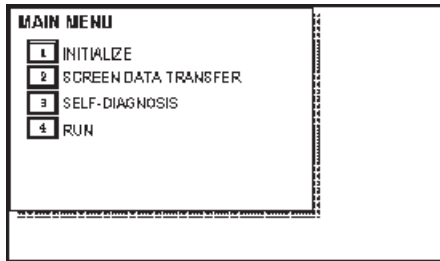 MAIN MENU
1 INITIALIZE
2 SCREEN DATA TRANSFER
3 SELF-DIAGNOSIS
4 RUN